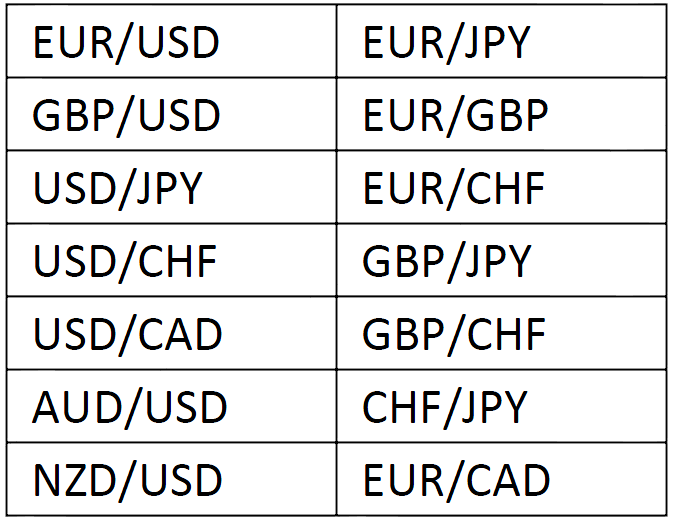 EUR/USD EUR/JPY
GBP/USD EUR/GBP
USD/JPY EUR/CHF
USD/CHF GBP/JPY
USD/CAD GBP/CHF
AUD/USD CHF/JPY
NZD/USD EUR/CAD